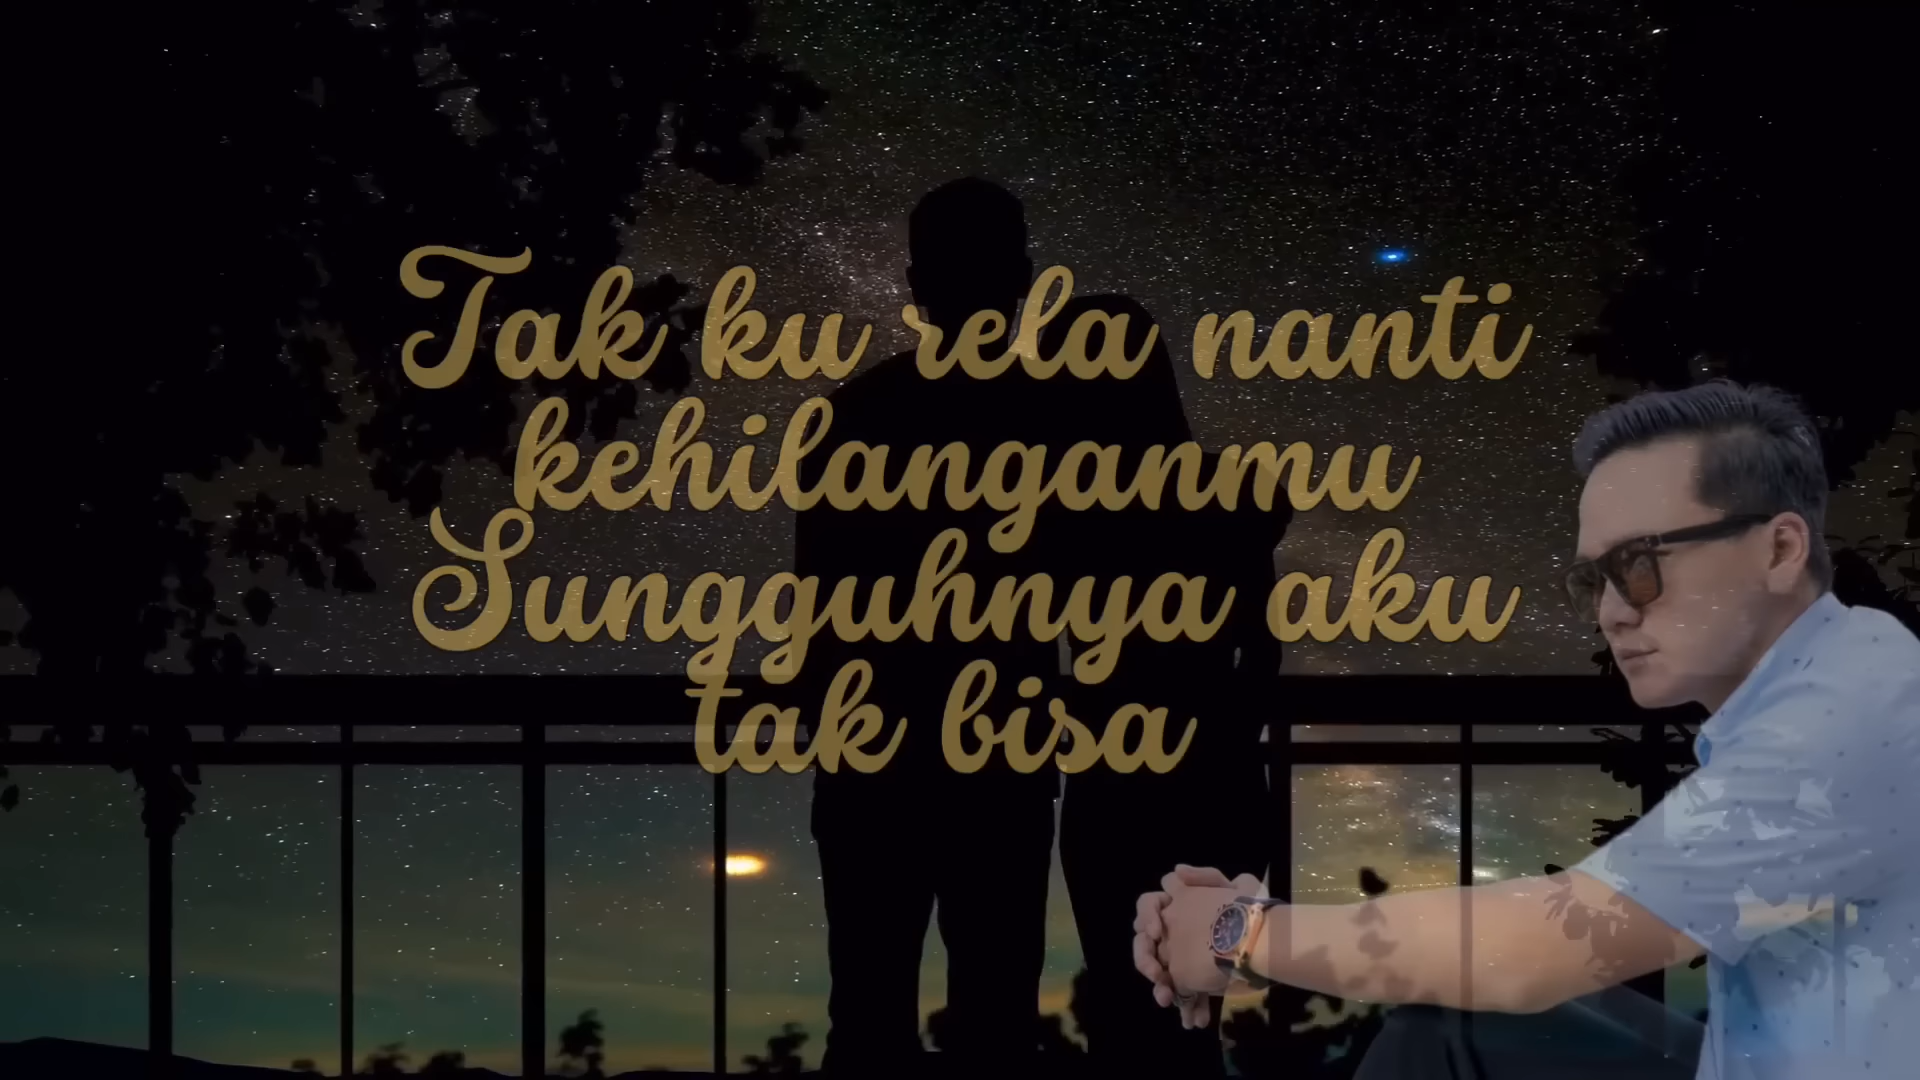 Tak ku rela nanti
kehilanganmu
Sungguhnya aku
tak bisa